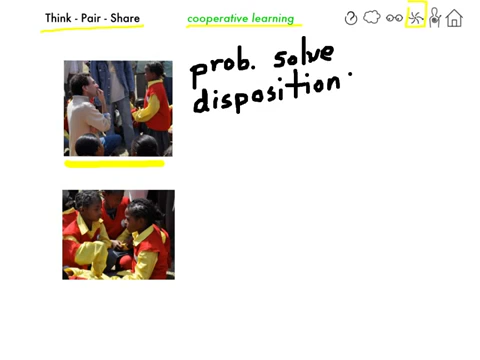 Think - Pair - Share
cooperative learning
prob. solve
disposition